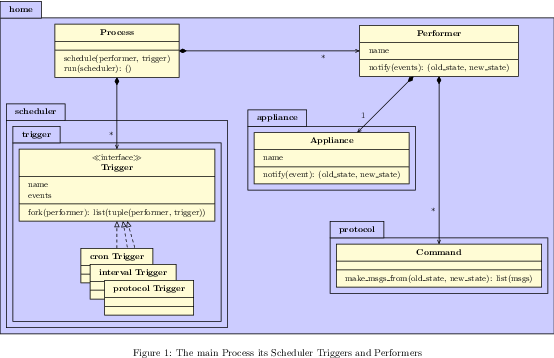 home
Process
schedule(performer, trigger)
run(scheduler): ()
*
Performer
name
notify(events): (old_state, new_state)
scheduler
trigger
*
≪interface≫
Trigger
name
events
fork(performer): list(tuple(performer, trigger))
cron Trigger
interval Trigger
protocol Trigger
appliance
1
Appliance
name
notify(event): (old_state, new_state)
*
protocol
Command
make_msgs_from(old_state, new_state): list(msgs)
Figure 1: The main Process its Scheduler Triggers and Performers